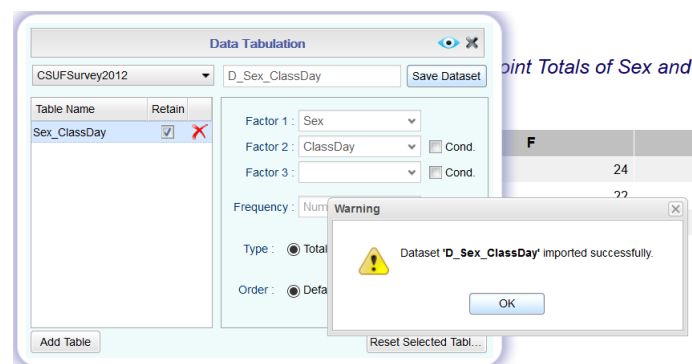 Data Tabulation
CSUFSurvey2012
D_Sex_ClassDay
Save Dataset
oint Totals of Sex and
Table Name Retain
Sex_ClassDay
Factor 1 : Sex
Factor 2 : ClassDay Cond.
Factor 3 : Cond.
F
24
22
Frequency : Num
Type : Total
Order : Defa
Warning
Dataset 'D_Sex_ClassDay' imported successfully.
OK
Add Table
Reset Selected Tabl...